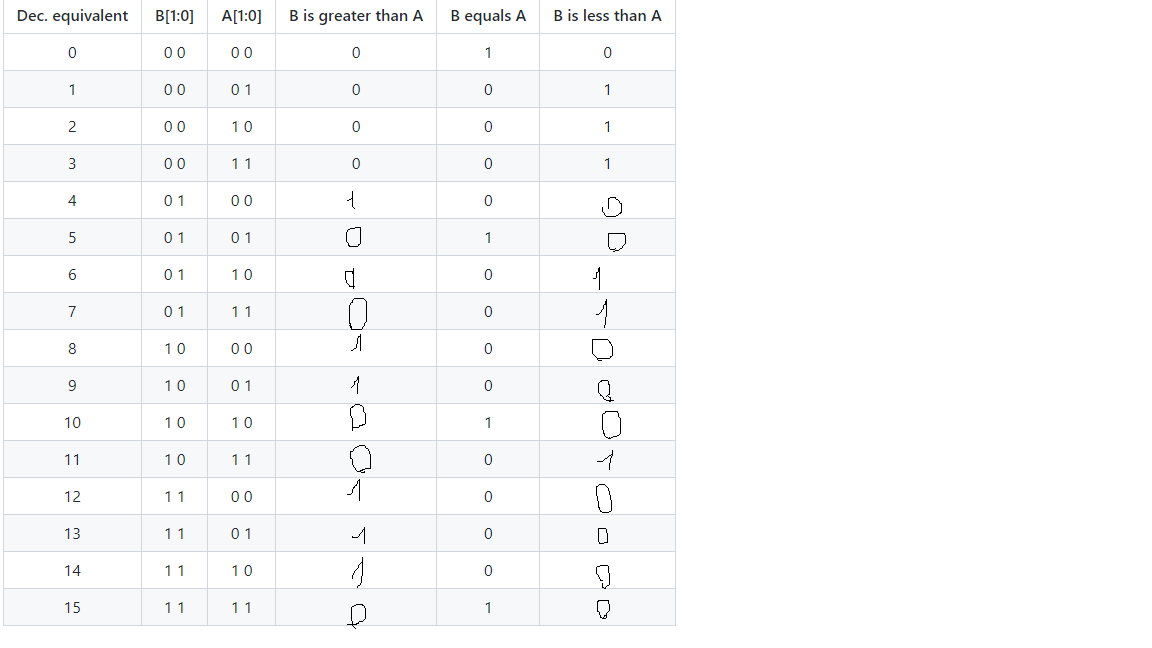 Dec. equivalent B[1:0] A[1:0] B is greater than A B equals A B is less than A
0 0 0 0 0 0 1 0
1 0 0 0 1 0 0 1
2 0 0 1 0 0 0 1
3 0 0 1 1 0 0 1
4 0 1 0 0 1 0 0
5 0 1 0 1 0 1 0
6 0 1 1 0 0 0 1
7 0 1 1 1 0 0 1
8 1 0 0 0 1 0 0
9 1 0 0 1 1 0 0
10 1 0 1 0 0 1 0
11 1 0 1 1 0 0 1
12 1 1 0 0 1 0 0
13 1 1 0 1 1 0 0
14 1 1 1 0 1 0 0
15 1 1 1 1 0 1 0